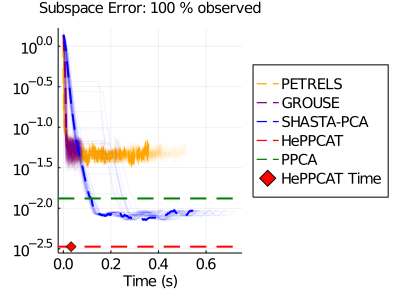 Subspace Error: 100 % observed
10^0.0
10^-0.5
10^-1.0
10^-1.5
10^-2.0
10^-2.5
0.0 0.2 0.4 0.6
Time (s)
PETRELS
GROUSE
SHASTA-PCA
HePPCAT
PPCA
HePPCAT Time